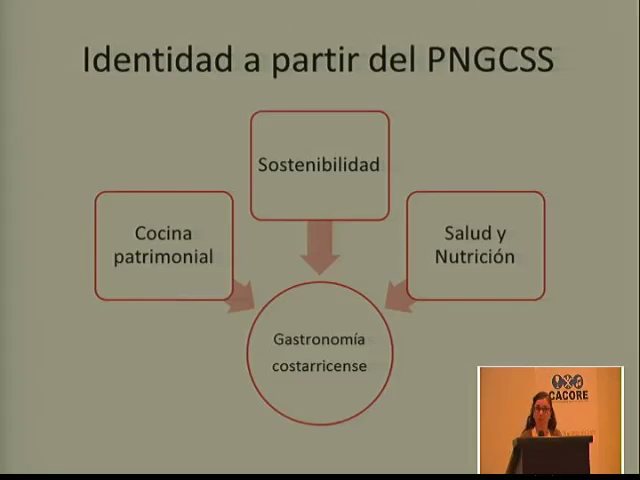 Identidad a partir del PNGCSS
Sostenibilidad
Cocina
patrimonial
Salud y
Nutrición
Gastronomía
costarricense
CACORE